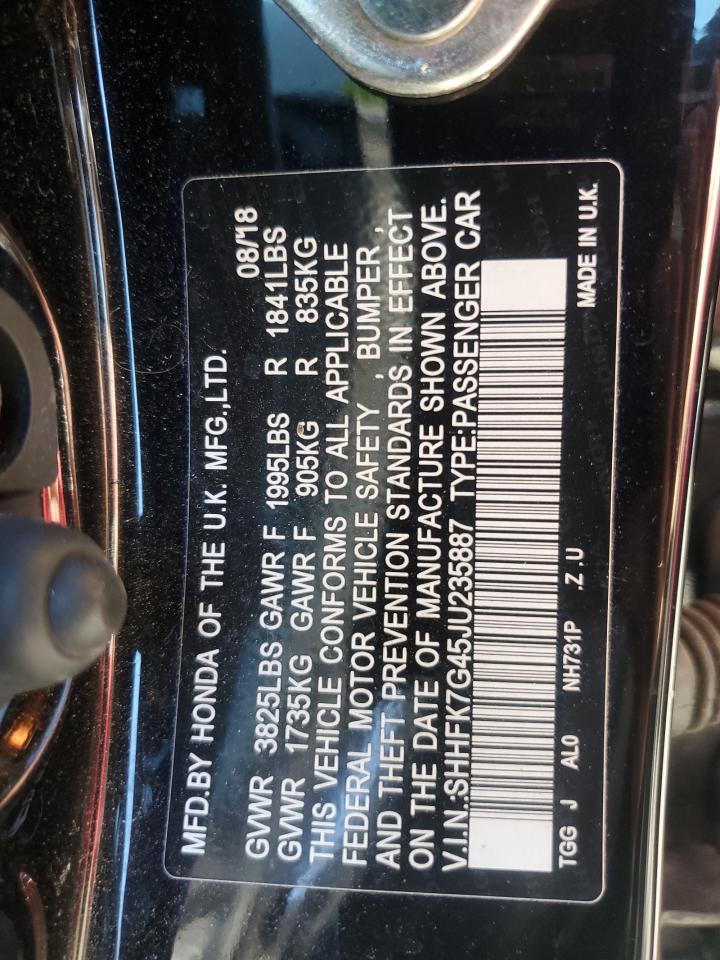 MFD.BY HONDA OF THE U.K. MFG.,LTD.
08/18
GVWR 3825LBS GAWR F 1995LBS R 1841LBS
GVWR 1735KG GAWR F 905KG R 835KG
THIS VEHICLE CONFORMS TO ALL APPLICABLE
FEDERAL MOTOR VEHICLE SAFETY , BUMPER ,
AND THEFT PREVENTION STANDARDS IN EFFECT
ON THE DATE OF MANUFACTURE SHOWN ABOVE.
V.I.N.:SHHFK7G45JU235887 TYPE:PASSENGER CAR
TGG J AL0 NH731P .Z .U MADE IN U.K.